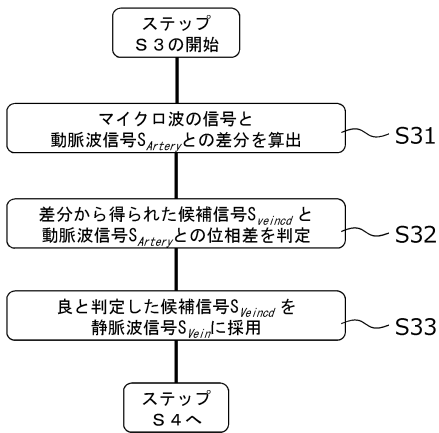 ステップ
Ｓ３の開始
マイクロ波の信号と
動脈波信号SArteryとの差分を算出
S31
差分から得られた候補信号Sveincdと
動脈波信号SArteryとの位相差を判定
S32
良と判定した候補信号SVeincdを
静脈波信号SVeinに採用
S33
ステップ
Ｓ４へ